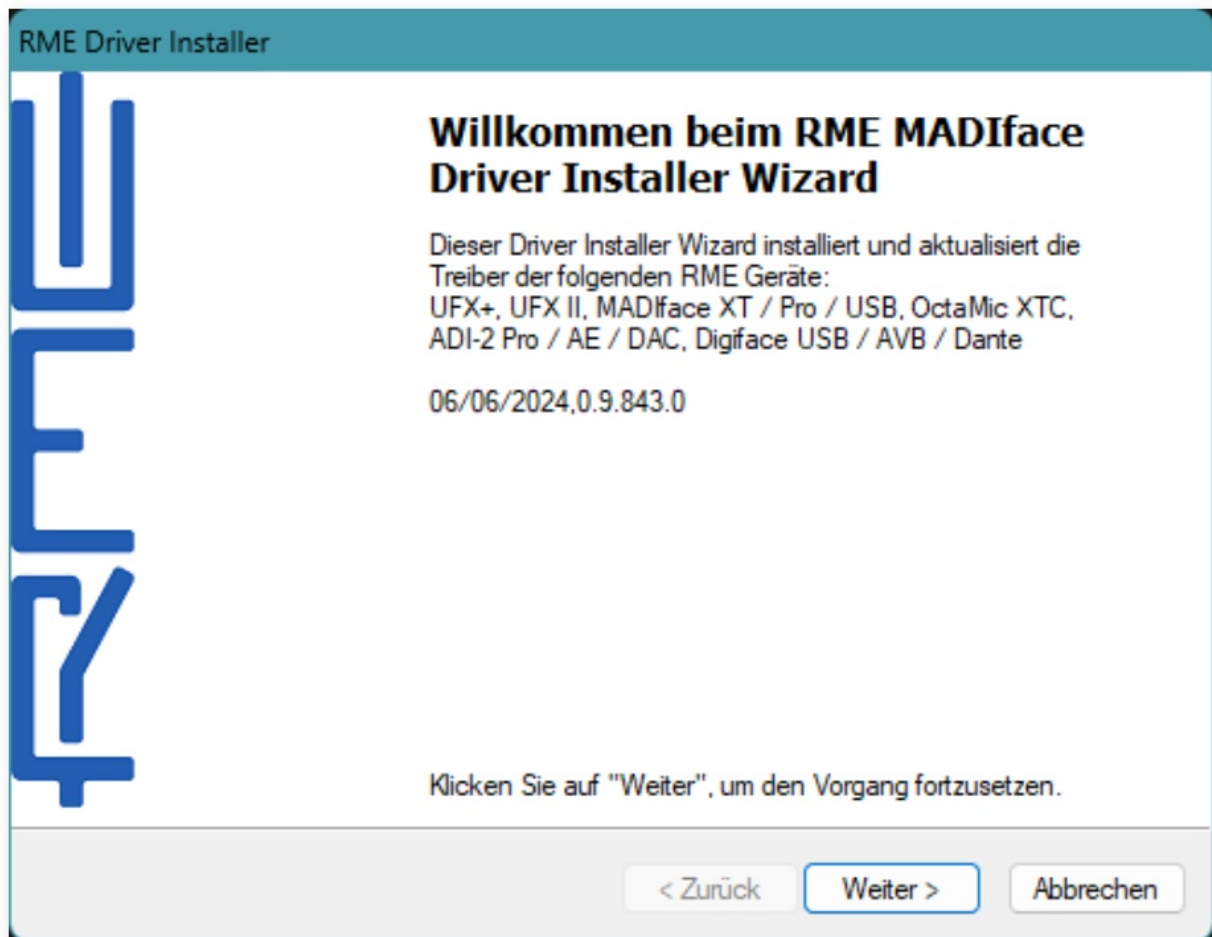 RME Driver Installer
RME
Willkommen beim RME MADIface
Driver Installer Wizard
Dieser Driver Installer Wizard installiert und aktualisiert die
Treiber der folgenden RME Geräte:
UFX+, UFX II, MADIface XT / Pro / USB, OctaMic XTC,
ADI-2 Pro / AE / DAC, Digiface USB / AVB / Dante
06/06/2024,0.9.843.0
Klicken Sie auf "Weiter", um den Vorgang fortzusetzen.
< Zurück
Weiter >
Abbrechen